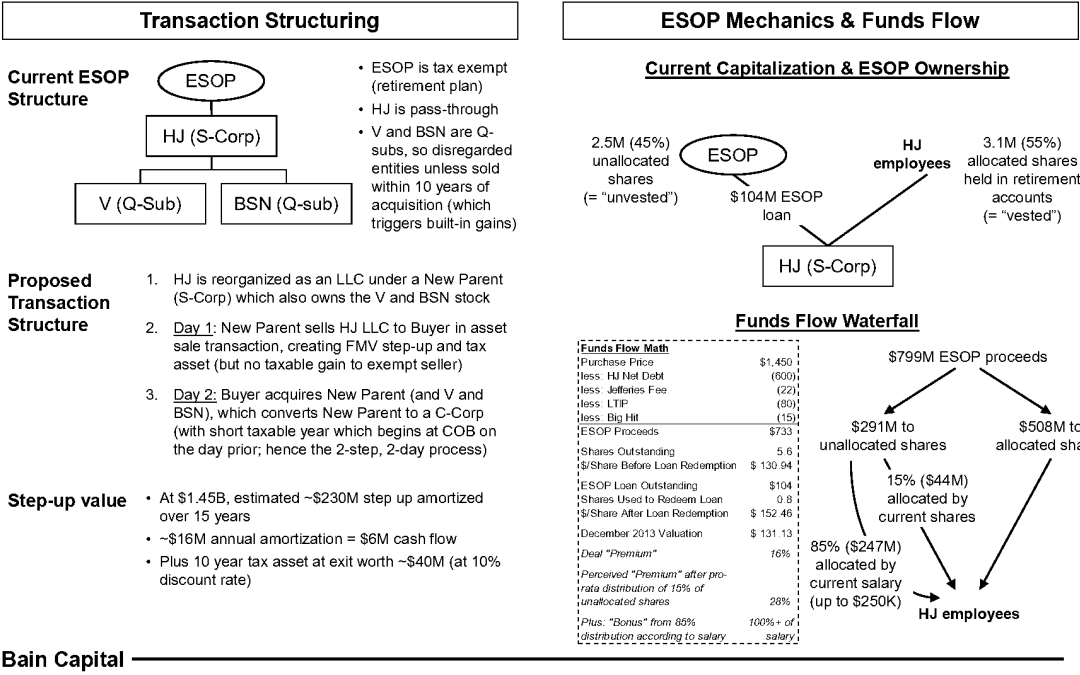 Transaction Structuring
Current ESOP
Structure
ESOP
HJ (S-Corp)
V (Q-Sub)
BSN (Q-sub)
• ESOP is tax exempt
(retirement plan)
• HJ is pass-through
• V and BSN are Q-
subs, so disregarded
entities unless sold
within 10 years of
acquisition (which
triggers built-in gains)
Proposed
Transaction
Structure
1. HJ is reorganized as an LLC under a New Parent
(S-Corp) which also owns the V and BSN stock
2. Day 1: New Parent sells HJ LLC to Buyer in asset
sale transaction, creating FMV step-up and tax
asset (but no taxable gain to exempt seller)
3. Day 2: Buyer acquires New Parent (and V and
BSN), which converts New Parent to a C-Corp
(with short taxable year which begins at COB on
the day prior; hence the 2-step, 2-day process)
Step-up value
• At $1.45B, estimated ~$230M step up amortized
over 15 years
• ~$16M annual amortization = $6M cash flow
• Plus 10 year tax asset at exit worth ~$40M (at 10%
discount rate)
ESOP Mechanics & Funds Flow
Current Capitalization & ESOP Ownership
2.5M (45%)
unallocated
shares
(= “unvested”)
ESOP
$104M ESOP
loan
HJ
employees
3.1M (55%)
allocated shares
held in retirement
accounts
(= “vested”)
HJ (S-Corp)
Funds Flow Waterfall
Funds Flow Math
Purchase Price $1,450
less: HJ Net Debt (600)
less: Jefferies Fee (22)
less: LTIP (80)
less: Big Hit (15)
ESOP Proceeds $733
Shares Outstanding 5.6
$/Share Before Loan Redemption $ 130.94
ESOP Loan Outstanding $104
Shares Used to Redeem Loan 0.8
$/Share After Loan Redemption $ 152.46
December 2013 Valuation $ 131.13
Deal "Premium" 16%
Perceived "Premium" after pro-
rata distribution of 15% of
unallocated shares 28%
Plus: "Bonus" from 85% 100%+ of
distribution according to salary salary
$799M ESOP proceeds
$291M to
unallocated shares
$508M to
allocated sha
15% ($44M)
allocated by
current shares
85% ($247M)
allocated by
current salary
(up to $250K)
HJ employees
Bain Capital